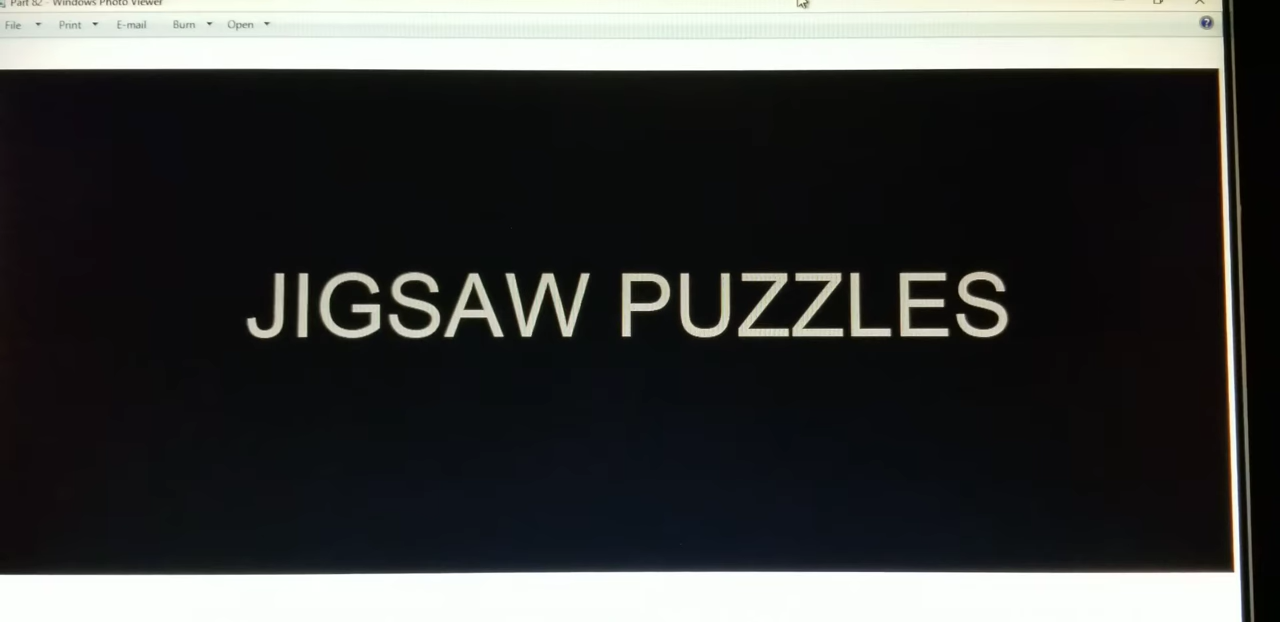 Part 82 - Windows Photo Viewer
File Print E-mail Burn Open
JIGSAW PUZZLES